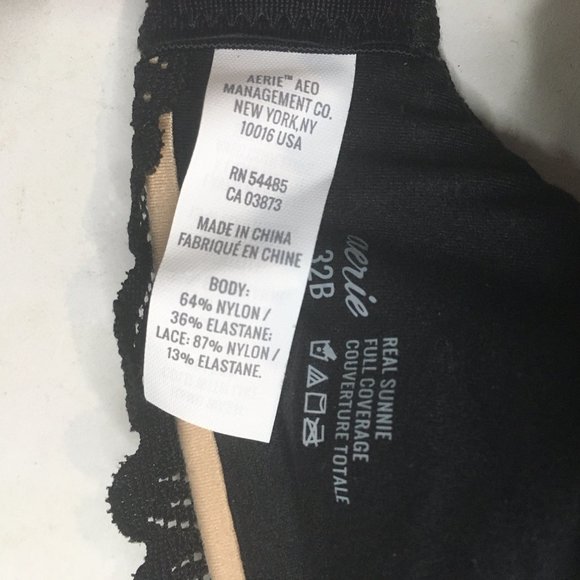 AERIE™ AEO
MANAGEMENT CO.
NEW YORK,NY
10016 USA
RN 54485
CA 03873
MADE IN CHINA
FABRIQUÉ EN CHINE
BODY:
64% NYLON /
36% ELASTANE;
LACE: 87% NYLON /
13% ELASTANE.
aerie
32B
REAL SUNNIE
FULL COVERAGE
COUVERTURE TOTALE